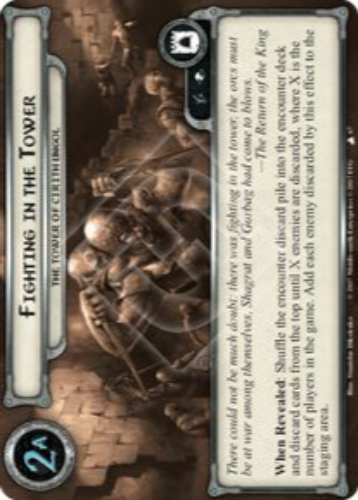 2A
FIGHTING IN THE TOWER
THE TOWER OF CIRITH UNGOL
There could not be much doubt: there was fighting in the tower, the orcs must
be at war among themselves, Shagrat and Gorbag had come to blows.
—The Return of the King
When Revealed: Shuffle the encounter discard pile into the encounter deck
and discard cards from the top until X enemies are discarded, where X is the
number of players in the game. Add each enemy discarded by this effect to the
staging area.